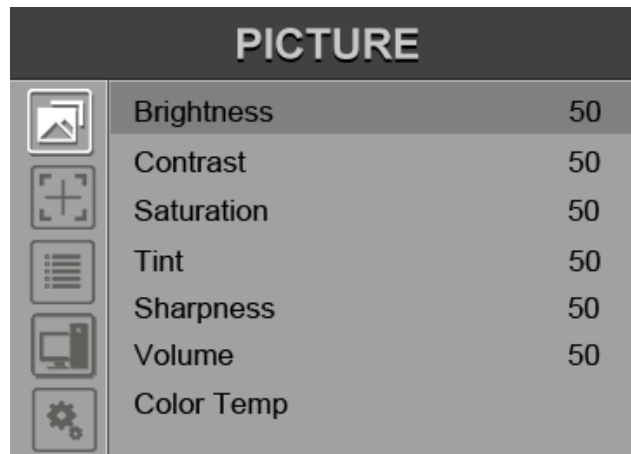 PICTURE
Brightness 50
Contrast 50
Saturation 50
Tint 50
Sharpness 50
Volume 50
Color Temp